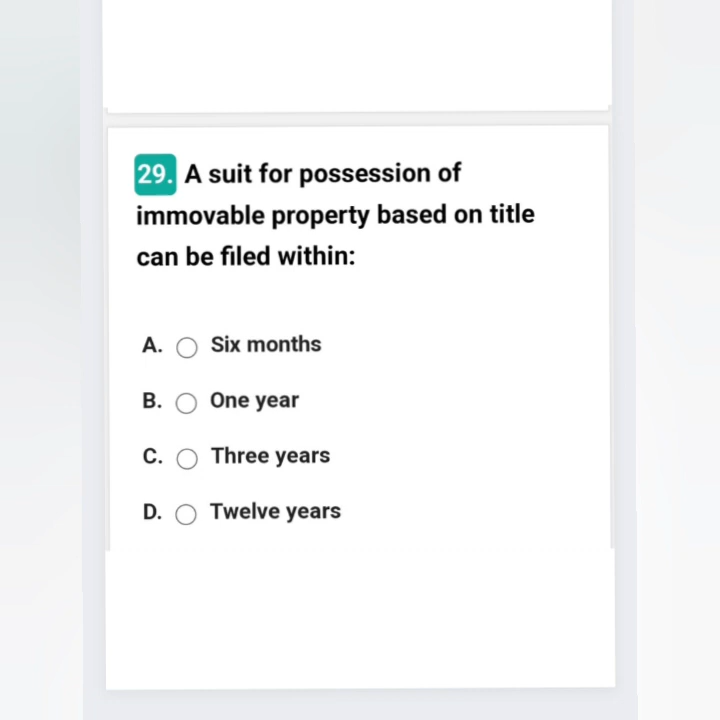 29. A suit for possession of
immovable property based on title
can be filed within:
A. Six months
B. One year
C. Three years
D. Twelve years